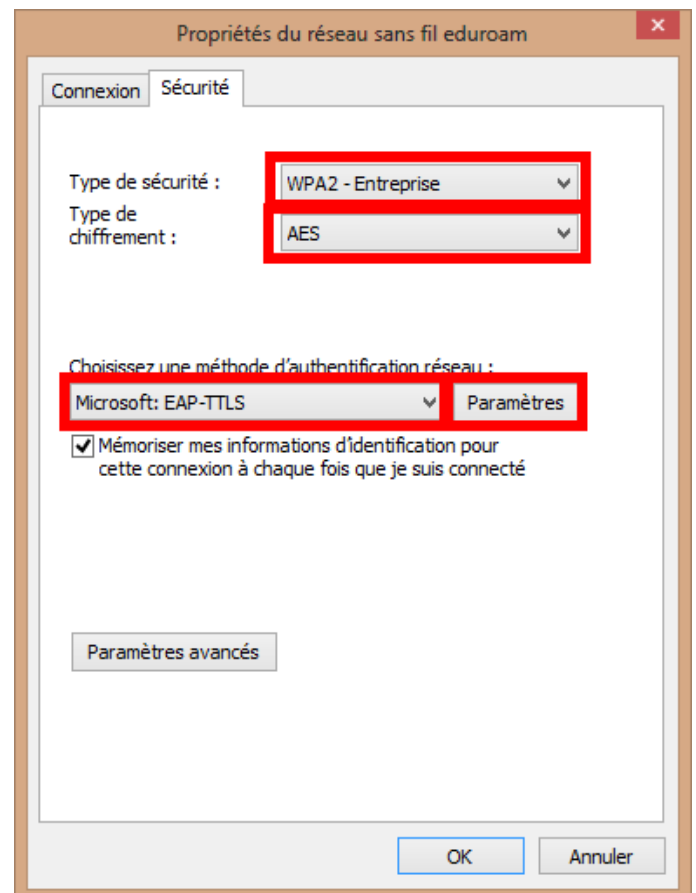 Propriétés du réseau sans fil eduroam
Connexion Sécurité
Type de sécurité : WPA2 - Entreprise
Type de
chiffrement : AES
Choisissez une méthode d'authentification réseau :
Microsoft: EAP-TTLS Paramètres
Mémoriser mes informations d'identification pour
cette connexion à chaque fois que je suis connecté
Paramètres avancés
OK Annuler